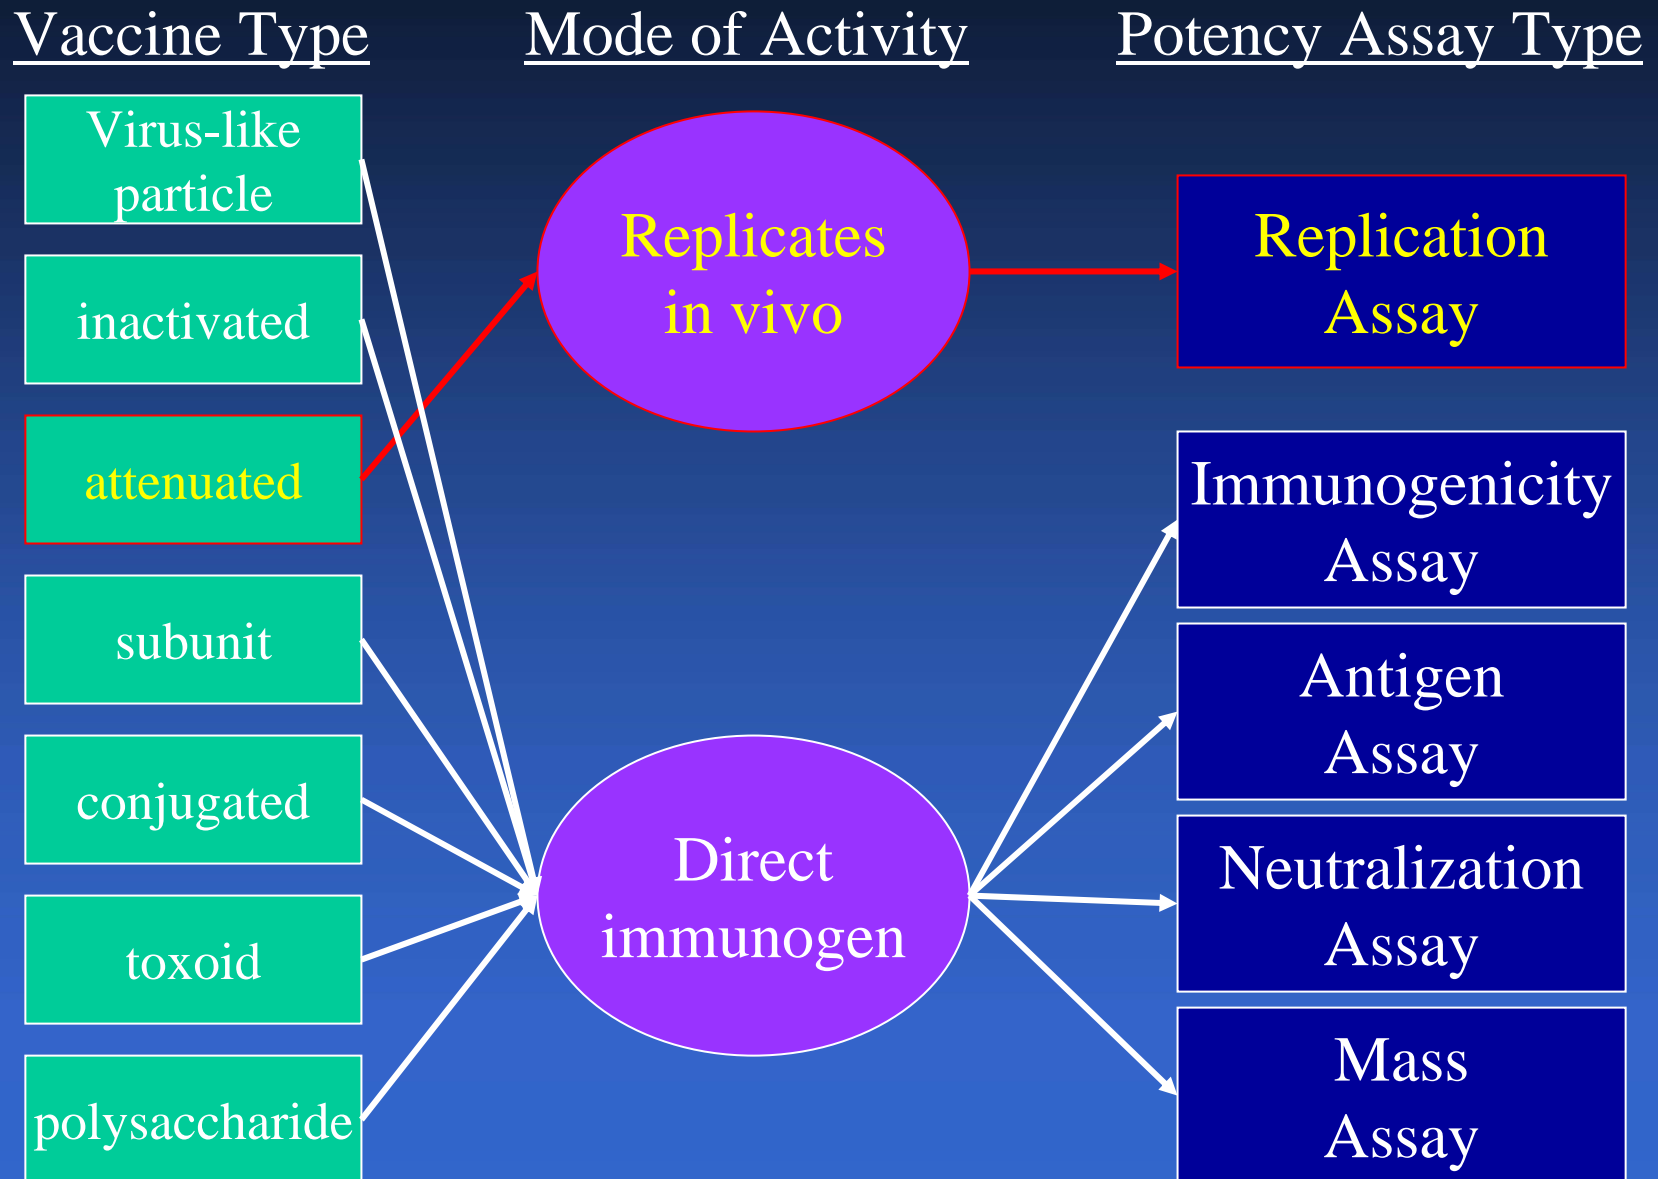 Vaccine Type
Mode of Activity
Potency Assay Type
Virus-like
particle
inactivated
attenuated
subunit
conjugated
toxoid
polysaccharide
Replicates
in vivo
Direct
immunogen
Replication
Assay
Immunogenicity
Assay
Antigen
Assay
Neutralization
Assay
Mass
Assay